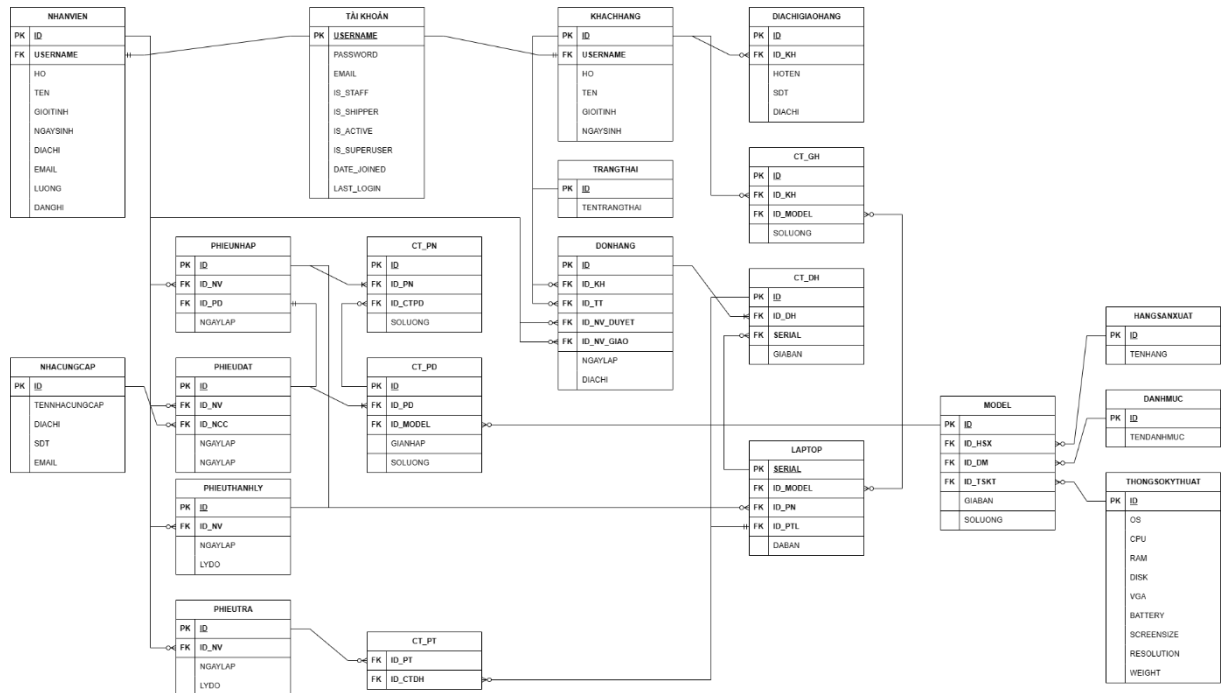 NHANVIEN
PK ID
FK USERNAME
HO
TEN
GIOITINH
NGAYSINH
DIACHI
EMAIL
LUONG
DANGHI
TÀI KHOẢN
PK USERNAME
PASSWORD
EMAIL
IS_STAFF
IS_SHIPPER
IS_ACTIVE
IS_SUPERUSER
DATE_JOINED
LAST_LOGIN
KHACHHANG
PK ID
FK USERNAME
HO
TEN
GIOITINH
NGAYSINH
DIACHIGIAOHANG
PK ID
FK ID_KH
HOTEN
SDT
DIACHI
TRANGTHAI
PK ID
TENTRANGTHAI
CT_GH
PK ID
FK ID_KH
FK ID_MODEL
SOLUONG
PHIEUNHAP
PK ID
FK ID_NV
FK ID_PD
NGAYLAP
CT_PN
PK ID
FK ID_PN
FK ID_CTPD
SOLUONG
DONHANG
PK ID
FK ID_KH
FK ID_TT
FK ID_NV_DUYET
FK ID_NV_GIAO
NGAYLAP
DIACHI
CT_DH
PK ID
FK ID_DH
FK SERIAL
GIABAN
HANGSANXUAT
PK ID
TENHANG
NHACUNGCAP
PK ID
TENNHACUNGCAP
DIACHI
SDT
EMAIL
PHIEUDAT
PK ID
FK ID_NV
FK ID_NCC
NGAYLAP
NGAYLAP
CT_PD
PK ID
FK ID_PD
FK ID_MODEL
GIANHAP
SOLUONG
DANHMUC
PK ID
TENDANHMUC
MODEL
PK ID
FK ID_HSX
FK ID_DM
FK ID_TSKT
GIABAN
SOLUONG
LAPTOP
PK SERIAL
FK ID_MODEL
FK ID_PN
FK ID_PTL
DABAN
THONGSOKYTHUAT
PK ID
OS
CPU
RAM
DISK
VGA
BATTERY
SCREENSIZE
RESOLUTION
WEIGHT
PHIEUTHANHLY
PK ID
FK ID_NV
NGAYLAP
LYDO
PHIEUTRA
PK ID
FK ID_NV
NGAYLAP
LYDO
CT_PT
FK ID_PT
FK ID_CTDH